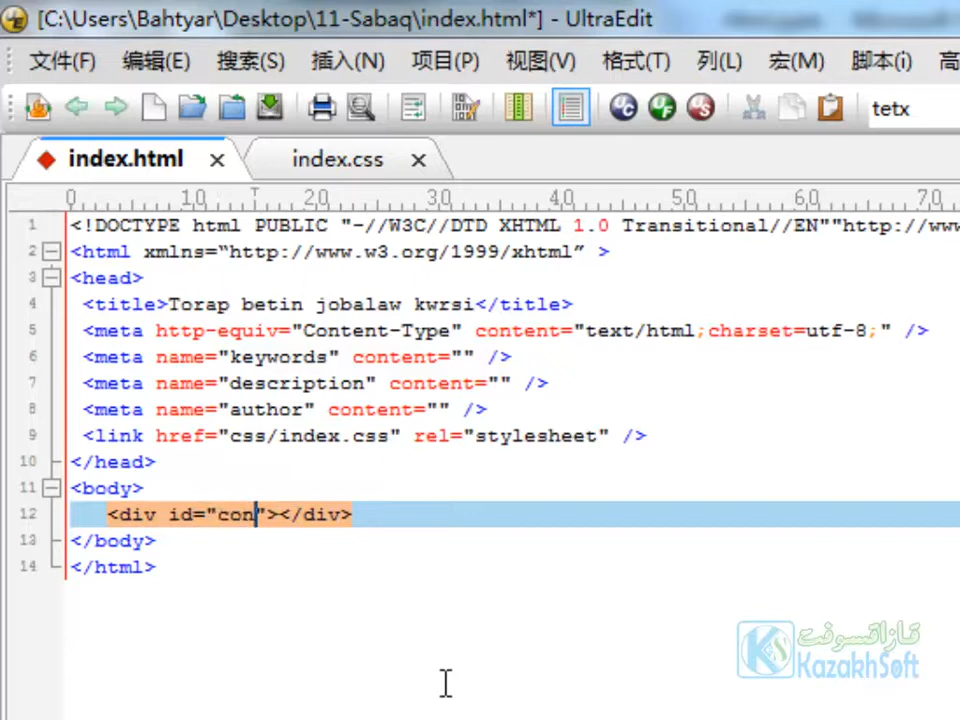 [C:\Users\Bahtyar\Desktop\11-Sabaq\index.html*] - UltraEdit
文件(F) 编辑(E) 搜索(S) 插入(N) 项目(P) 视图(V) 格式(T) 列(L) 宏(M) 脚本(i) 高
tetx
index.html index.css
0 10 20 30 40 50 60 70
1 <!DOCTYPE html PUBLIC "-//W3C//DTD XHTML 1.0 Transitional//EN""http://www
2 <html xmlns=“http://www.w3.org/1999/xhtml” >
3 <head>
4 <title>Torap betin jobalaw kwrsi</title>
5 <meta http-equiv="Content-Type" content="text/html;charset=utf-8;" />
6 <meta name="keywords" content="" />
7 <meta name="description" content="" />
8 <meta name="author" content="" />
9 <link href="css/index.css" rel="stylesheet" />
10 </head>
11 <body>
12 <div id="con"></div>
13 </body>
14 </html>
قازاقسوفت
KazakhSoft